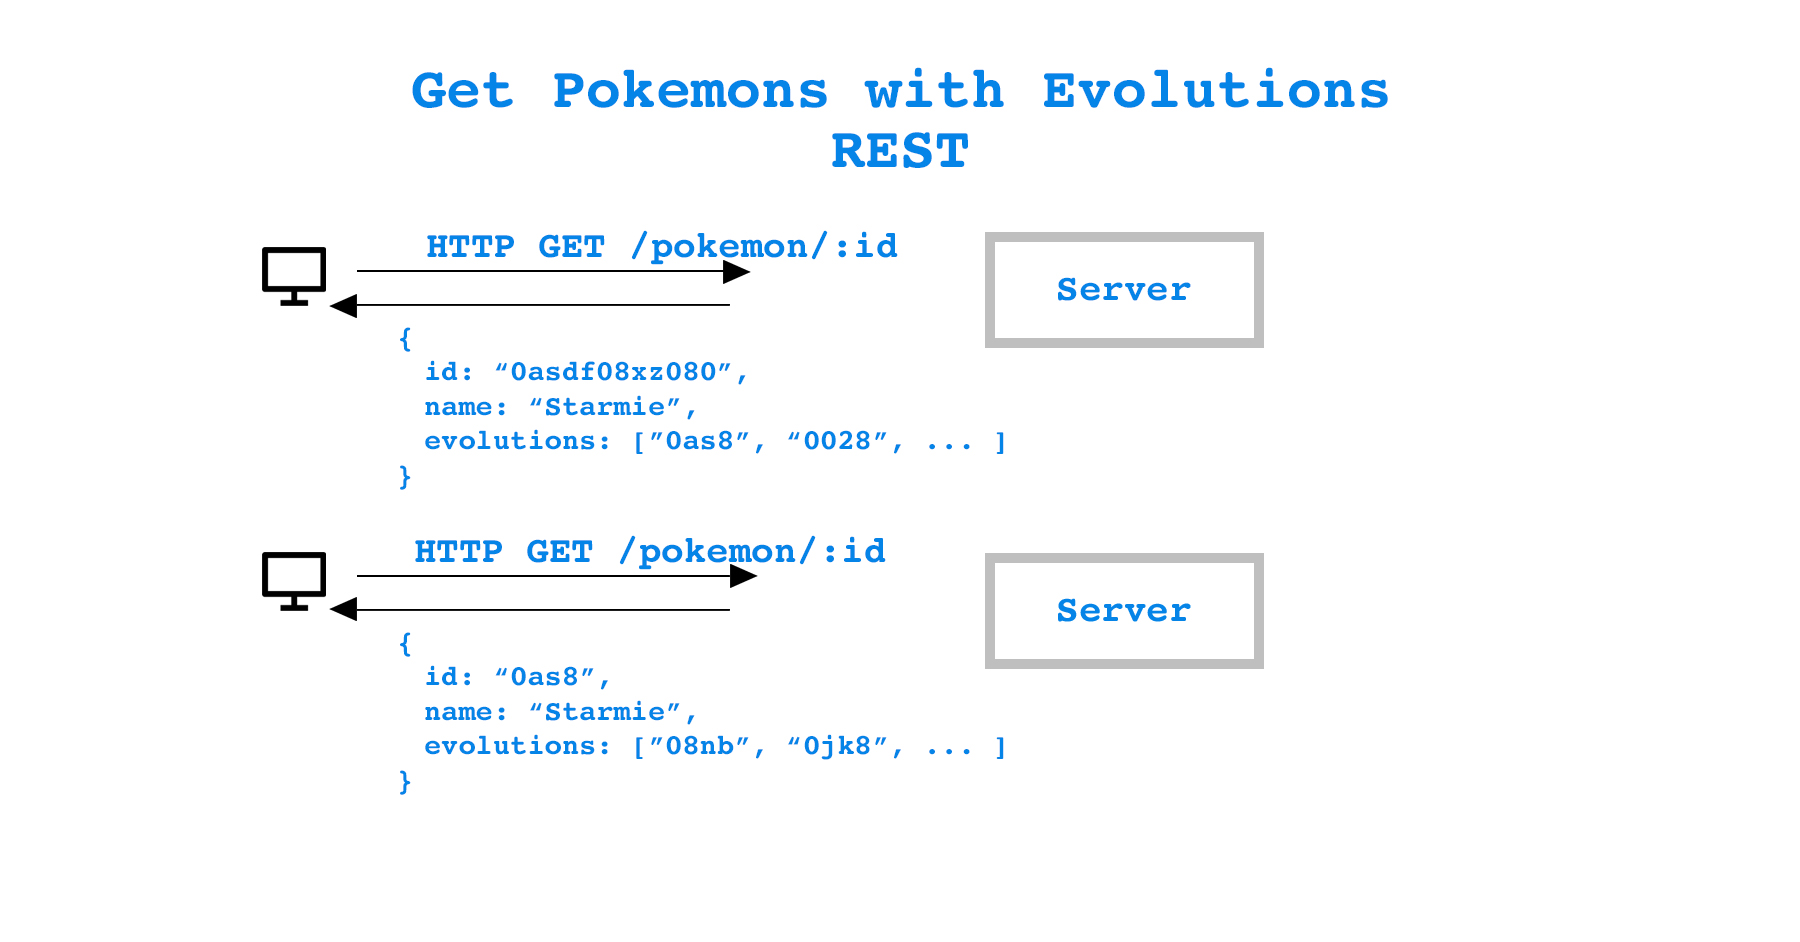 Get Pokemons with Evolutions
REST
HTTP GET /pokemon/:id
Server
{
id: “0asdf08xz080”,
name: “Starmie”,
evolutions: [”0as8”, “0028”, ... ]
}
HTTP GET /pokemon/:id
Server
{
id: “0as8”,
name: “Starmie”,
evolutions: [”08nb”, “0jk8”, ... ]
}